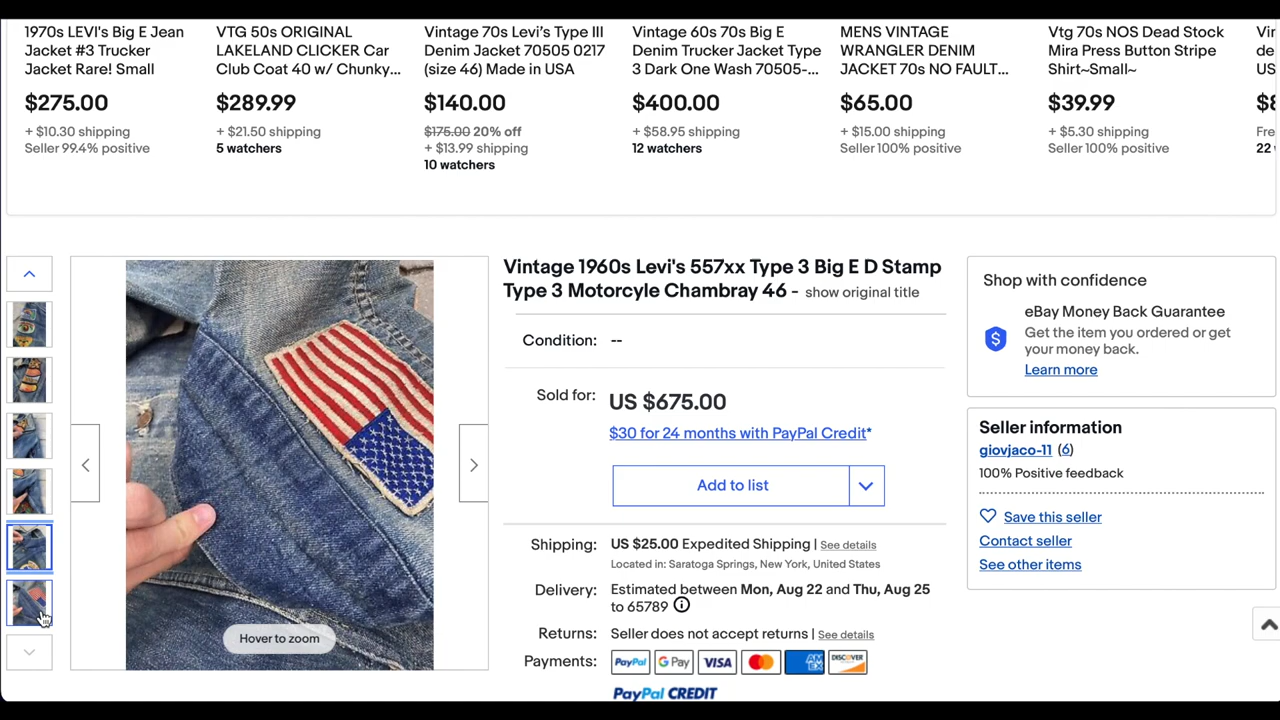 1970s LEVI's Big E Jean
Jacket #3 Trucker
Jacket Rare! Small
$275.00
+ $10.30 shipping
Seller 99.4% positive
VTG 50s ORIGINAL
LAKELAND CLICKER Car
Club Coat 40 w/ Chunky...
$289.99
+ $21.50 shipping
5 watchers
Vintage 70s Levi's Type III
Denim Jacket 70505 0217
(size 46) Made in USA
$140.00
$175.00 20% off
+ $13.99 shipping
10 watchers
Vintage 60s 70s Big E
Denim Trucker Jacket Type
3 Dark One Wash 70505-...
$400.00
+ $58.95 shipping
12 watchers
MENS VINTAGE
WRANGLER DENIM
JACKET 70s NO FAULT...
$65.00
+ $15.00 shipping
Seller 100% positive
Vtg 70s NOS Dead Stock
Mira Press Button Stripe
Shirt~Small~
$39.99
+ $5.30 shipping
Seller 100% positive
US
22
Hover to zoom
Vintage 1960s Levi's 557xx Type 3 Big E D Stamp
Type 3 Motorcyle Chambray 46 - show original title
Condition: --
Sold for: US $675.00
$30 for 24 months with PayPal Credit*
Add to list
Shipping: US $25.00 Expedited Shipping | See details
Located in: Saratoga Springs, New York, United States
Delivery: Estimated between Mon, Aug 22 and Thu, Aug 25
to 65789
Returns: Seller does not accept returns | See details
Payments: PayPal G Pay VISA AM EX DISCOVER
PayPal CREDIT
Shop with confidence
eBay Money Back Guarantee
Get the item you ordered or get
your money back.
Learn more
Seller information
giovjaco-11 (6)
100% Positive feedback
Save this seller
Contact seller
See other items